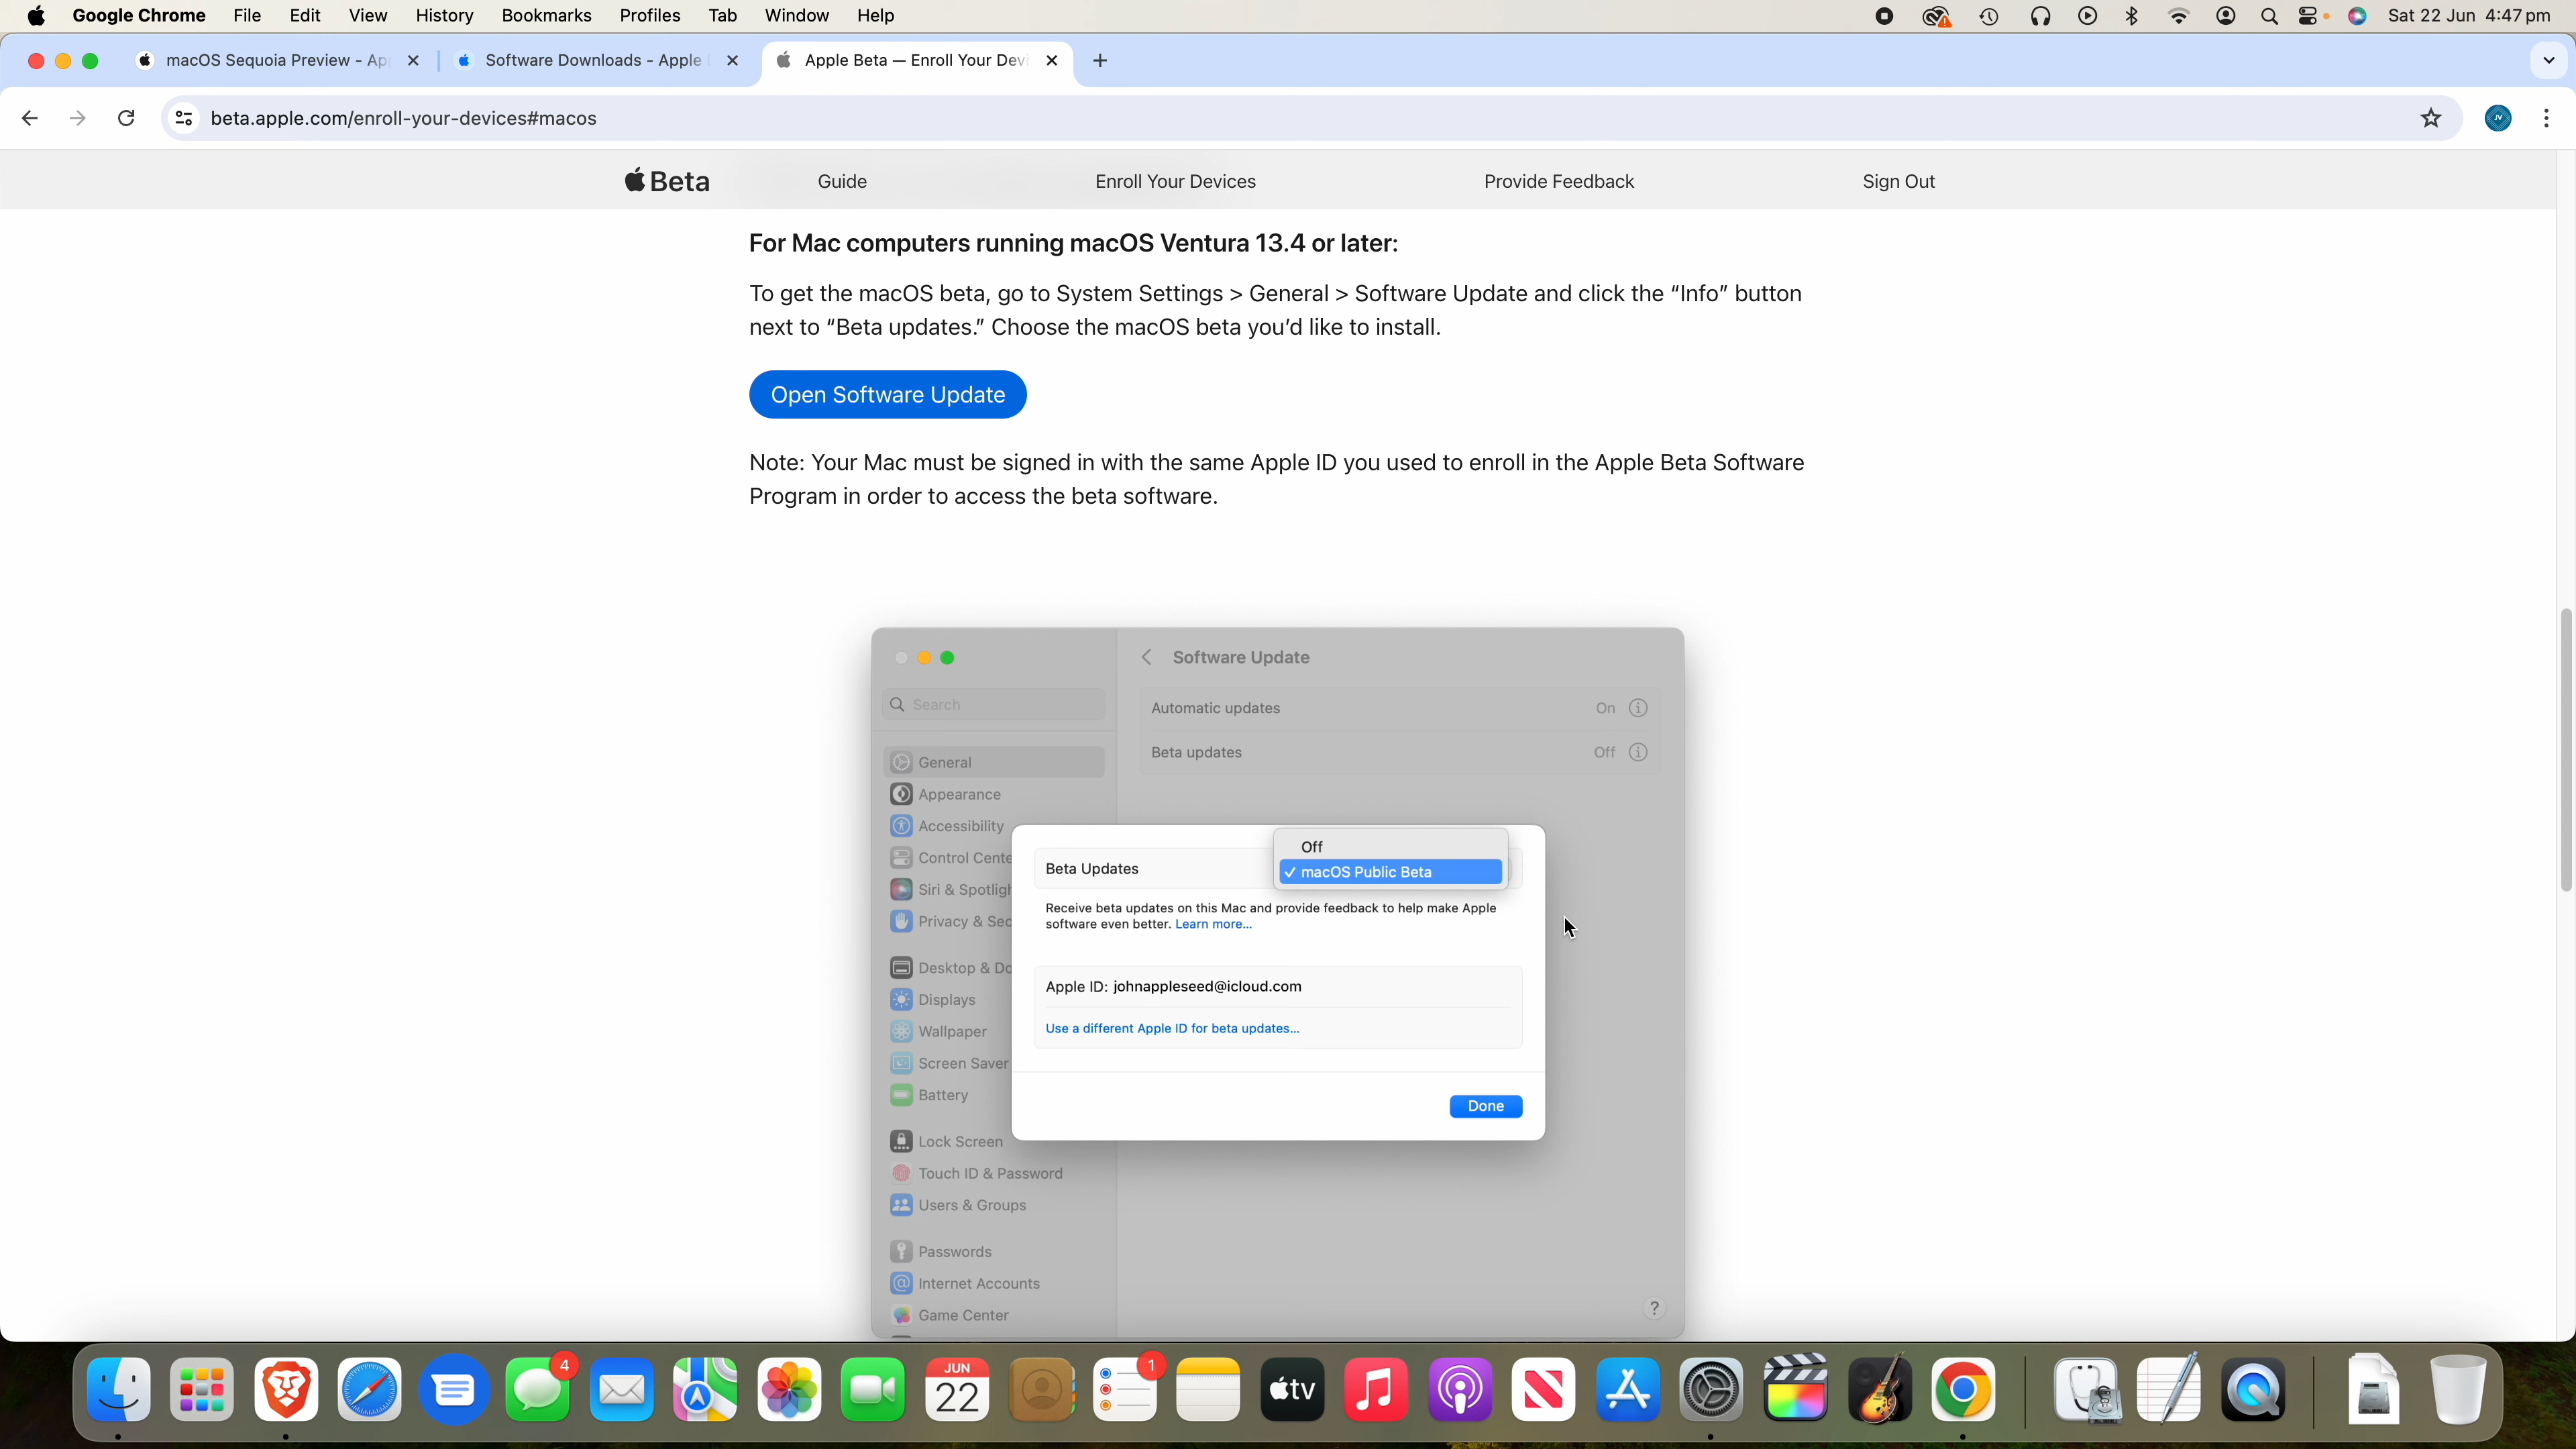 Google Chrome File Edit View History Bookmarks Profiles Tab Window Help Sat 22 Jun 4:47 pm
macOS Sequoia Preview - Ap Software Downloads - Apple Apple Beta — Enroll Your Devi
beta.apple.com/enroll-your-devices#macos JV
Beta Guide Enroll Your Devices Provide Feedback Sign Out
For Mac computers running macOS Ventura 13.4 or later:
To get the macOS beta, go to System Settings > General > Software Update and click the “Info” button
next to “Beta updates.” Choose the macOS beta you’d like to install.
Open Software Update
Note: Your Mac must be signed in with the same Apple ID you used to enroll in the Apple Beta Software
Program in order to access the beta software.
Software Update
Search
Automatic updates On
Beta updates Off
General
Appearance
Accessibility
Control Cente
Siri & Spotligh
Privacy & Sec
Desktop & Do
Displays
Wallpaper
Screen Saver
Battery
Lock Screen
Touch ID & Password
Users & Groups
Passwords
Internet Accounts
Game Center
Off
Beta Updates ✓ macOS Public Beta
Receive beta updates on this Mac and provide feedback to help make Apple
software even better. Learn more...
Apple ID: johnappleseed@icloud.com
Use a different Apple ID for beta updates...
Done
?
4 JUN 22 1 tv